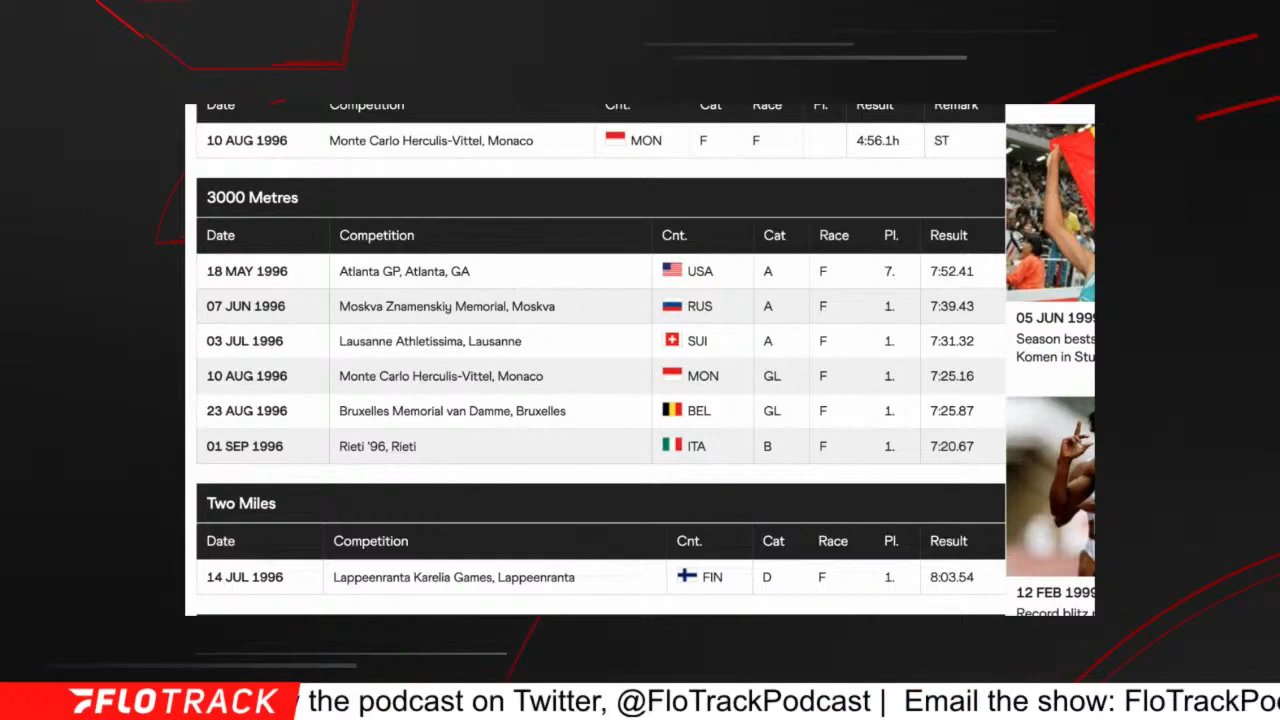 Date Competition Cnt. Cat Race Pl. Result Remark
10 AUG 1996 Monte Carlo Herculis-Vittel, Monaco MON F F 4:56.1h ST
3000 Metres
Date Competition Cnt. Cat Race Pl. Result
18 MAY 1996 Atlanta GP, Atlanta, GA USA A F 7. 7:52.41
07 JUN 1996 Moskva Znamenskiy Memorial, Moskva RUS A F 1. 7:39.43
03 JUL 1996 Lausanne Athletissima, Lausanne SUI A F 1. 7:31.32
10 AUG 1996 Monte Carlo Herculis-Vittel, Monaco MON GL F 1. 7:25.16
23 AUG 1996 Bruxelles Memorial van Damme, Bruxelles BEL GL F 1. 7:25.87
01 SEP 1996 Rieti '96, Rieti ITA B F 1. 7:20.67
Two Miles
Date Competition Cnt. Cat Race Pl. Result
14 JUL 1996 Lappeenranta Karelia Games, Lappeenranta FIN D F 1. 8:03.54
05 JUN 1999
Season bests
Komen in Stu
12 FEB 1999
Record blitz
FLOTRACK
y the podcast on Twitter, @FloTrackPodcast | Email the show: FloTrackPo